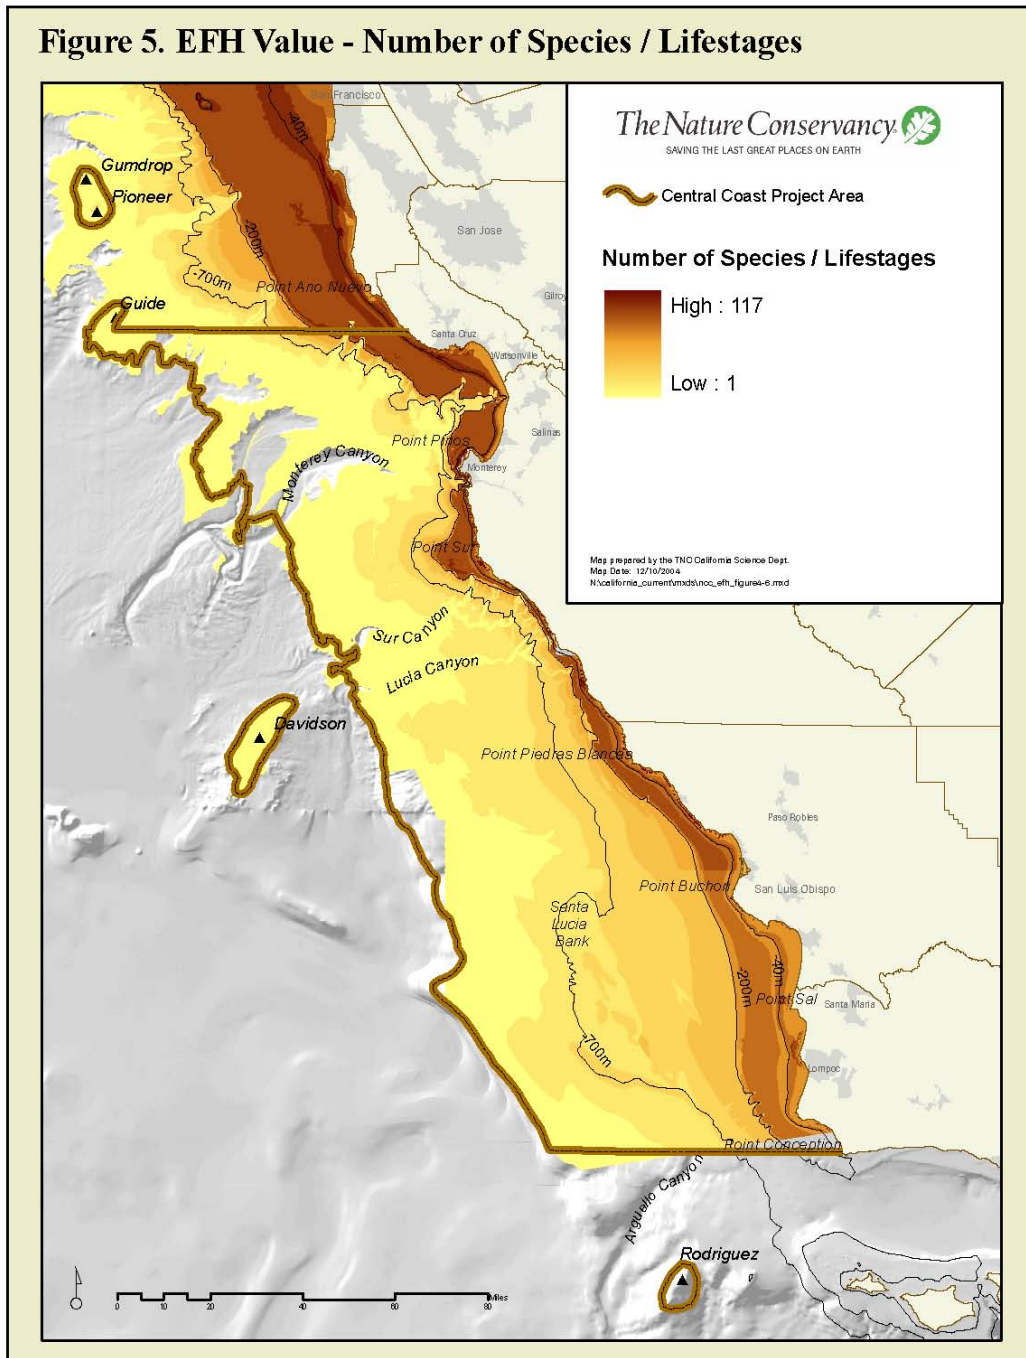 Figure 5. EFH Value - Number of Species / Lifestages
The Nature Conservancy
SAVING THE LAST GREAT PLACES ON EARTH
Central Coast Project Area
Number of Species / Lifestages
High : 117
Low : 1
Map prepared by the TNC California Science Dept.
Map Date: 12/10/2004
N:\california_current\mxds\ncc_efh_figure4-6.mxd
San Francisco
-40m
Gumdrop
Pioneer
San Jose
-200m
-700m
Point Ano Nuevo
Gilroy
Guide
Santa Cruz
Watsonville
Salinas
Point Pinos
Monterey
Monterey Canyon
Point Sur
Sur Canyon
Lucia Canyon
Davidson
Point Piedras Blancas
Paso Robles
Point Buchon
San Luis Obispo
Santa
Lucia
Bank
-40m
-200m
Point Sal
Santa Maria
-700m
Lompoc
Point Conception
Arguello Canyon
Rodriguez
0 10 20 40 60 80
Miles